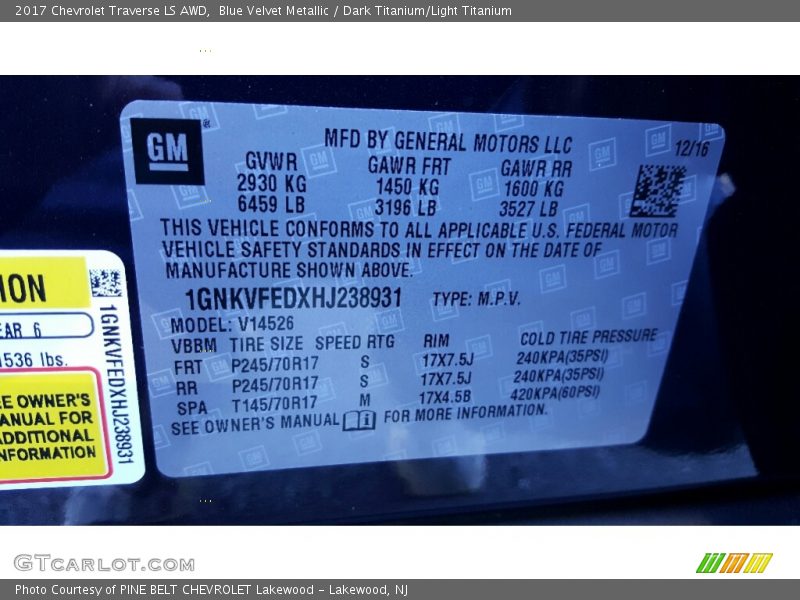 2017 Chevrolet Traverse LS AWD,  Blue Velvet Metallic / Dark Titanium/Light Titanium
GM®
MFD BY GENERAL MOTORS LLC
12/16
GVWR GAWR FRT GAWR RR
2930 KG 1450 KG 1600 KG
6459 LB 3196 LB 3527 LB
THIS VEHICLE CONFORMS TO ALL APPLICABLE U.S. FEDERAL MOTOR
VEHICLE SAFETY STANDARDS IN EFFECT ON THE DATE OF
MANUFACTURE SHOWN ABOVE.
1GNKVFEDXHJ238931 TYPE: M.P.V.
MODEL: V14526
VBBM TIRE SIZE SPEED RTG RIM COLD TIRE PRESSURE
FRT P245/70R17 S 17X7.5J 240KPA(35PSI)
RR P245/70R17 S 17X7.5J 240KPA(35PSI)
SPA T145/70R17 M 17X4.5B 420KPA(60PSI)
SEE OWNER'S MANUAL FOR MORE INFORMATION.
ION
EAR 6
536 lbs.
EE OWNER'S
ANUAL FOR
ADDITIONAL
NFORMATION
1GNKVFEDXHJ238931
GTCARLOT.COM
Photo Courtesy of PINE BELT CHEVROLET Lakewood - Lakewood, NJ